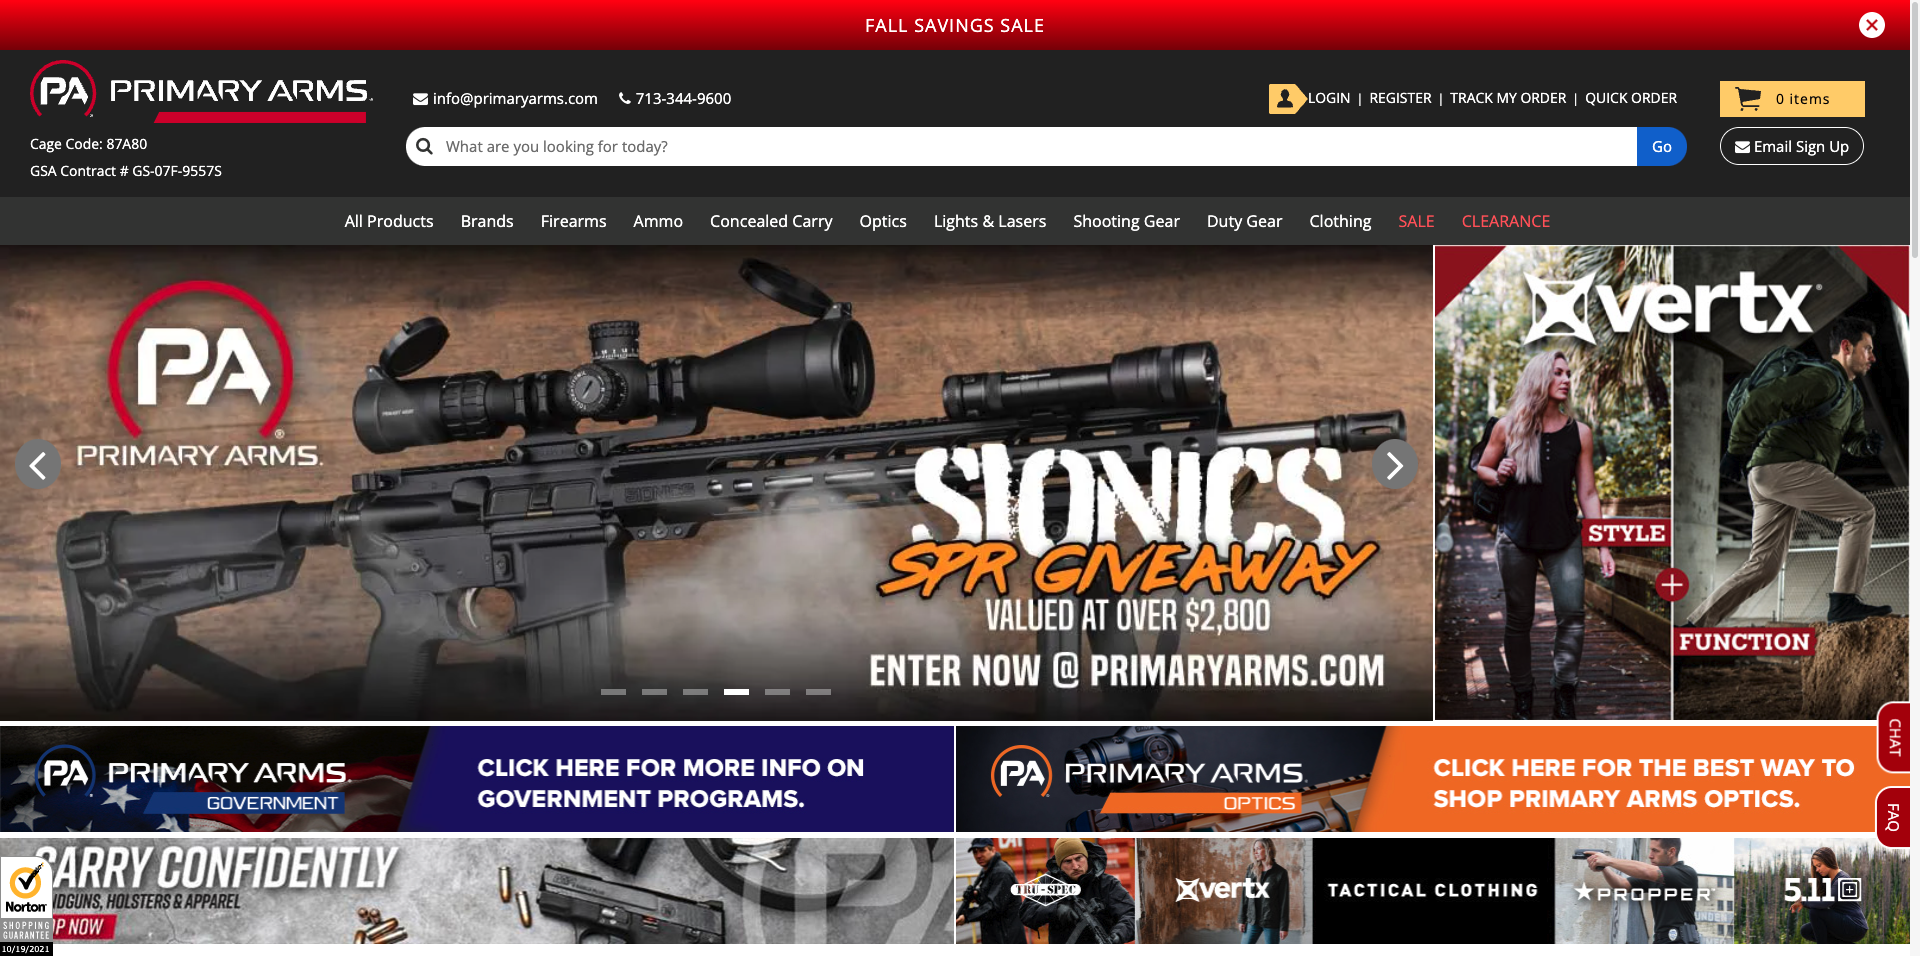 FALL SAVINGS SALE
PA PRIMARY ARMS.
info@primaryarms.com 713-344-9600
LOGIN | REGISTER | TRACK MY ORDER | QUICK ORDER
0 items
Cage Code: 87A80
GSA Contract # GS-07F-9557S
What are you looking for today?
Go
Email Sign Up
All Products Brands Firearms Ammo Concealed Carry Optics Lights & Lasers Shooting Gear Duty Gear Clothing SALE CLEARANCE
PA
PRIMARY ARMS.
SIONICS
SIONICS
SPR GIVEAWAY
VALUED AT OVER $2,800
ENTER NOW @ PRIMARYARMS.COM
vertx
STYLE
+
FUNCTION
CHAT
FAQ
PA PRIMARY ARMS.
GOVERNMENT
CLICK HERE FOR MORE INFO ON
GOVERNMENT PROGRAMS.
PA PRIMARY ARMS.
OPTICS
CLICK HERE FOR THE BEST WAY TO
SHOP PRIMARY ARMS OPTICS.
CARRY CONFIDENTLY
HOLSTERS & APPAREL
NOW
TRU-SPEC
vertx
TACTICAL CLOTHING
PROPPER
5.11
Norton
SHOPPING
GUARANTEE
10/19/2021